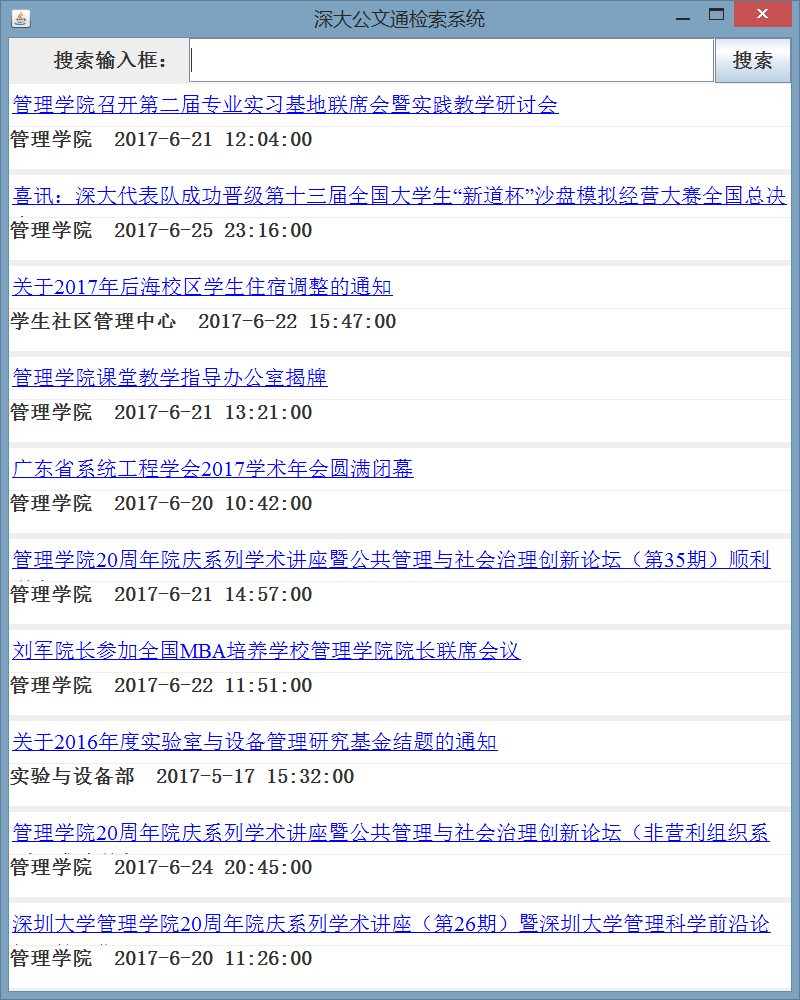 深大公文通检索系统
搜索输入框：
搜索
管理学院召开第二届专业实习基地联席会暨实践教学研讨会
管理学院 2017-6-21 12:04:00
喜讯：深大代表队成功晋级第十三届全国大学生“新道杯”沙盘模拟经营大赛全国总决
管理学院 2017-6-25 23:16:00
关于2017年后海校区学生住宿调整的通知
学生社区管理中心 2017-6-22 15:47:00
管理学院课堂教学指导办公室揭牌
管理学院 2017-6-21 13:21:00
广东省系统工程学会2017学术年会圆满闭幕
管理学院 2017-6-20 10:42:00
管理学院20周年院庆系列学术讲座暨公共管理与社会治理创新论坛（第35期）顺利
管理学院 2017-6-21 14:57:00
刘军院长参加全国MBA培养学校管理学院院长联席会议
管理学院 2017-6-22 11:51:00
关于2016年度实验室与设备管理研究基金结题的通知
实验与设备部 2017-5-17 15:32:00
管理学院20周年院庆系列学术讲座暨公共管理与社会治理创新论坛（非营利组织系
管理学院 2017-6-24 20:45:00
深圳大学管理学院20周年院庆系列学术讲座（第26期）暨深圳大学管理科学前沿论
管理学院 2017-6-20 11:26:00